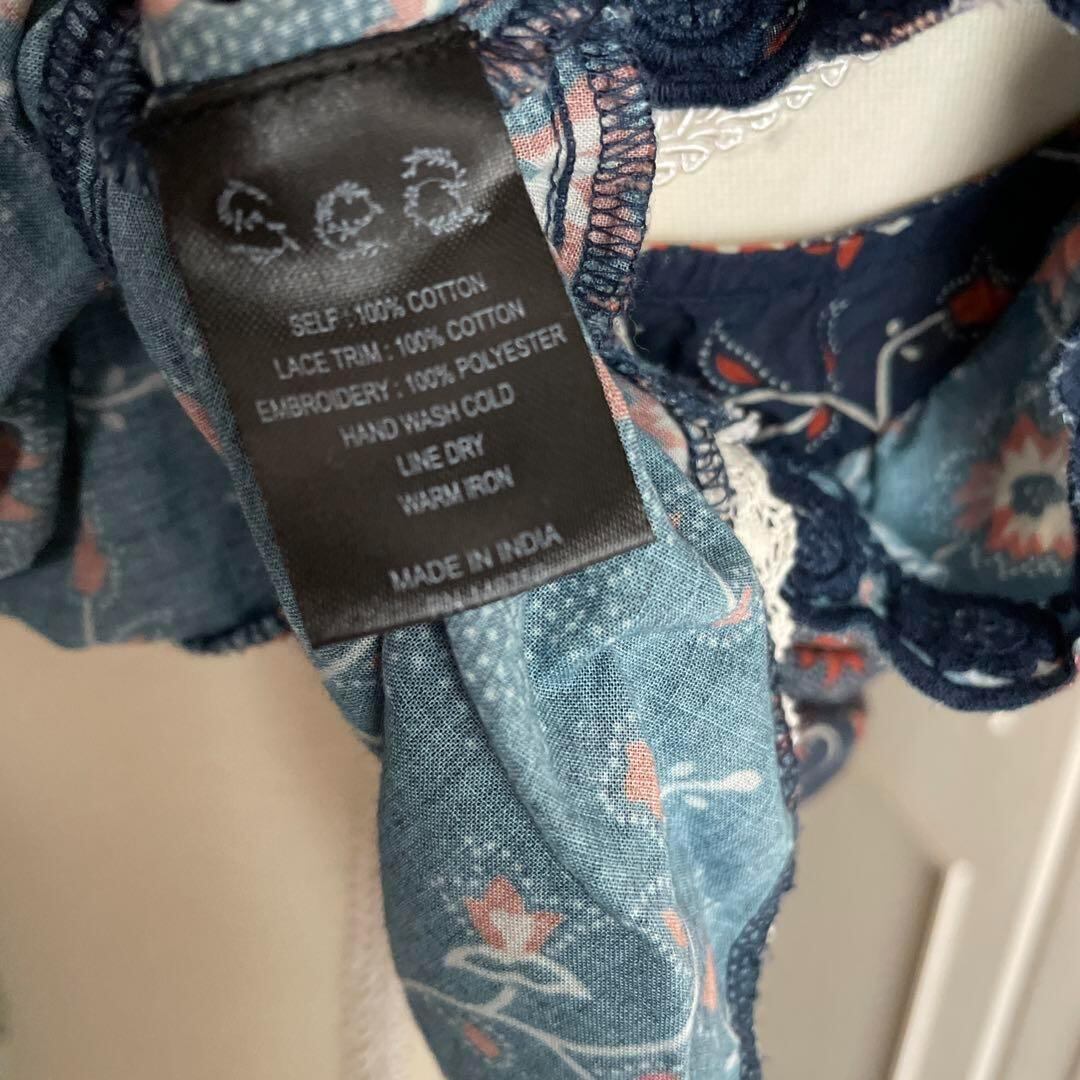 SELF : 100% COTTON
LACE TRIM : 100% COTTON
EMBROIDERY : 100% POLYESTER
HAND WASH COLD
LINE DRY
WARM IRON
MADE IN INDIA